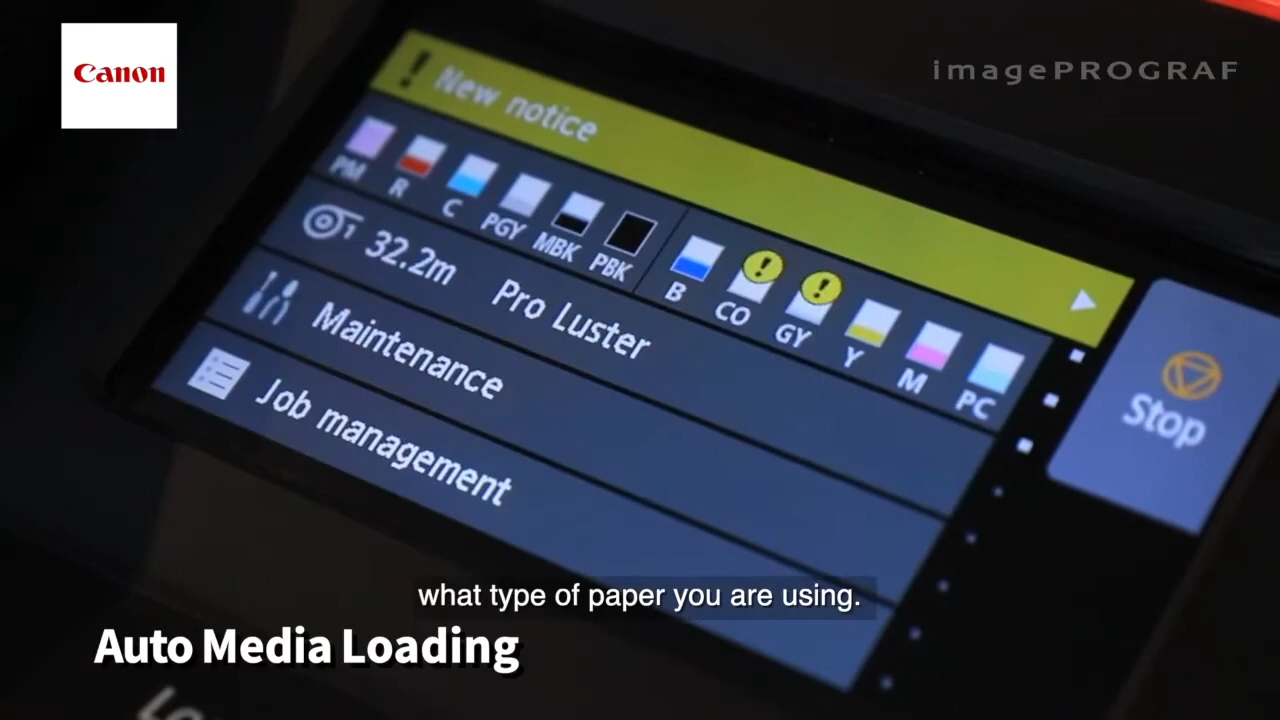 Canon
imagePROGRAF
! New notice
PM R C PGY MBK PBK B CO GY Y M PC
1 32.2m Pro Luster
Maintenance
Job management
Stop
what type of paper you are using.
Auto Media Loading